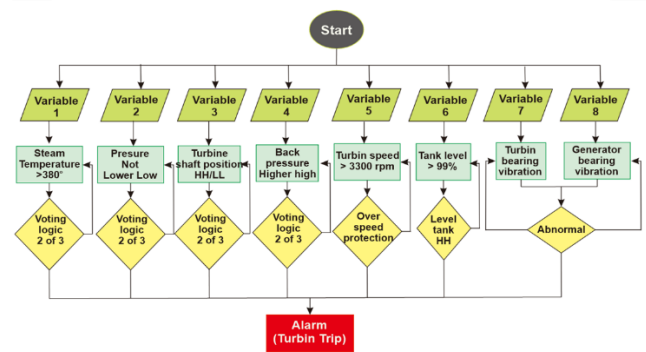 Start
Variable
1
Variable
2
Variable
3
Variable
4
Variable
5
Variable
6
Variable
7
Variable
8
Steam
Temperature
>380°
Presure
Not
Lower Low
Turbine
shaft position
HH/LL
Back
pressure
Higher high
Turbin speed
> 3300 rpm
Tank level
> 99%
Turbin
bearing
vibration
Generator
bearing
vibration
Voting
logic
2 of 3
Voting
logic
2 of 3
Voting
logic
2 of 3
Voting
logic
2 of 3
Over
speed
protection
Level
tank
HH
Abnormal
Alarm
(Turbin Trip)